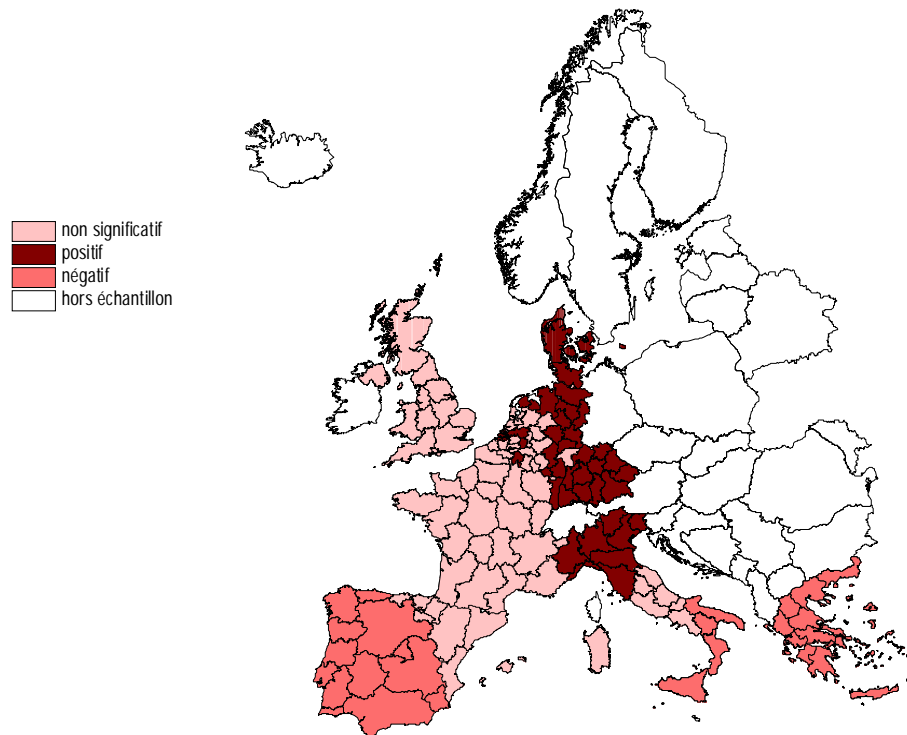 non significatif
positif
négatif
hors échantillon